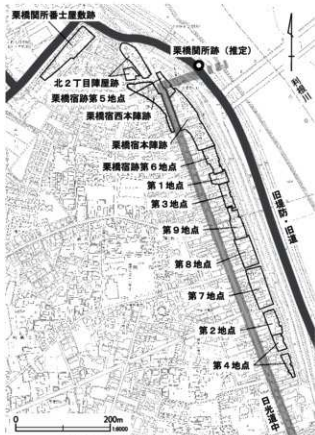 栗橋関所番士屋敷跡
栗橋関所跡（推定）
北２丁目陣屋跡
栗橋宿跡第５地点
栗橋宿西本陣跡
利根川
栗橋宿本陣跡
栗橋宿跡第６地点
第１地点
第３地点
旧堤防・旧道
第９地点
第８地点
第７地点
第２地点
第４地点
日光道中
0
200m
1:6000